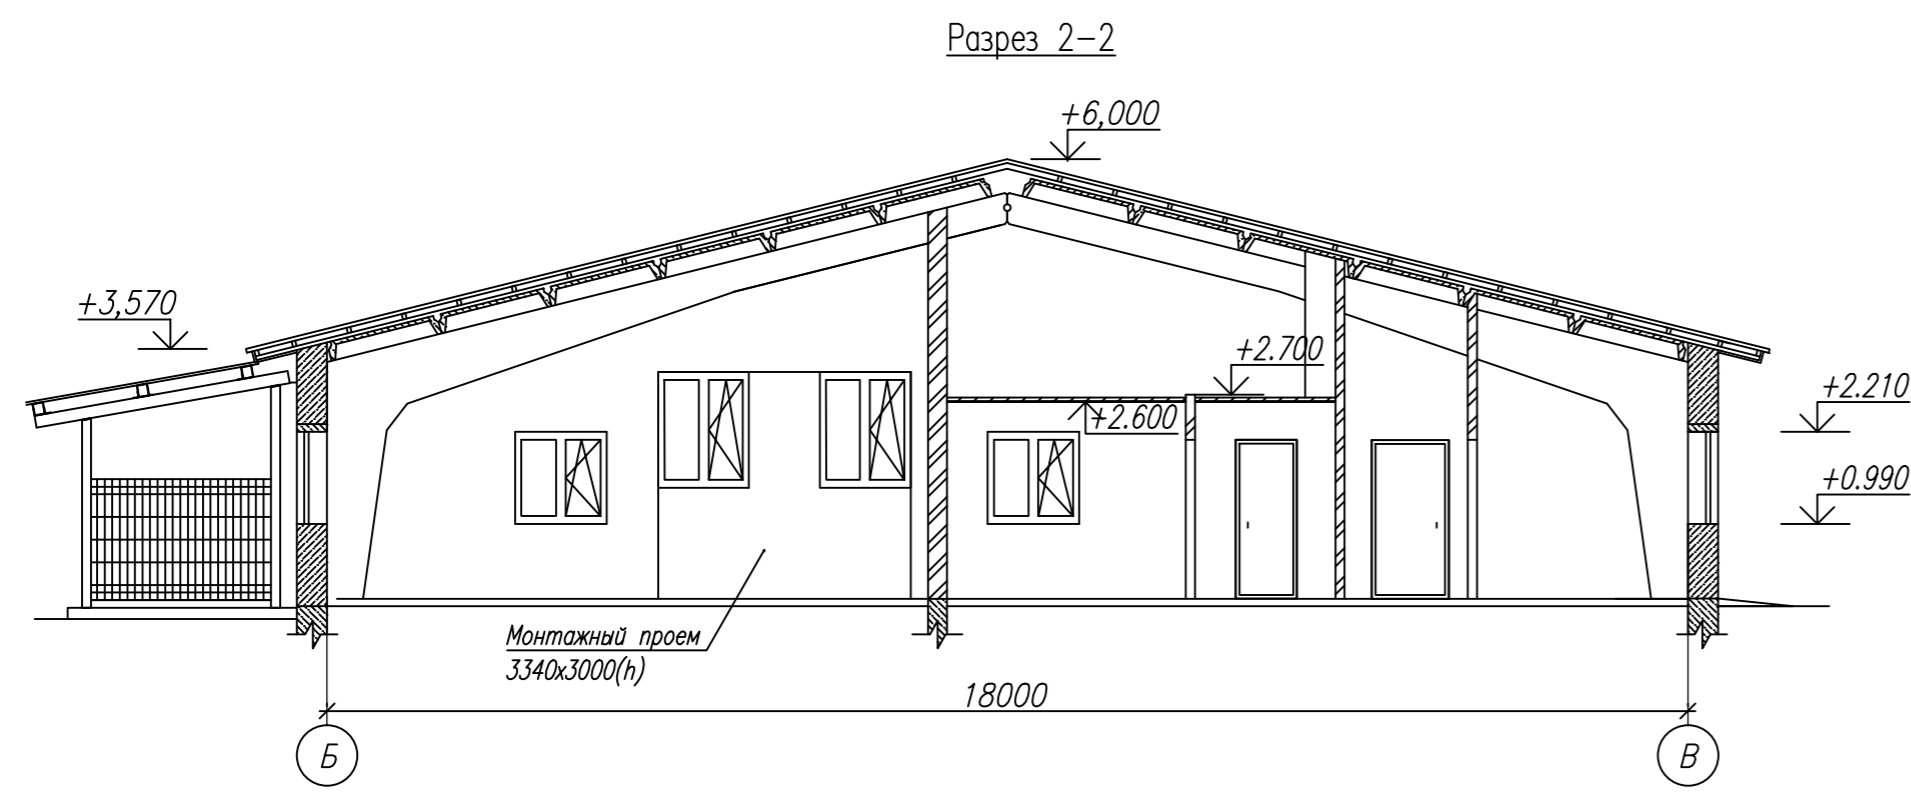 Разрез 2-2
+6,000
+3,570
+2.700
+2.600
+2.210
+0.990
Монтажный проем
3340х3000(h)
18000
Б
В